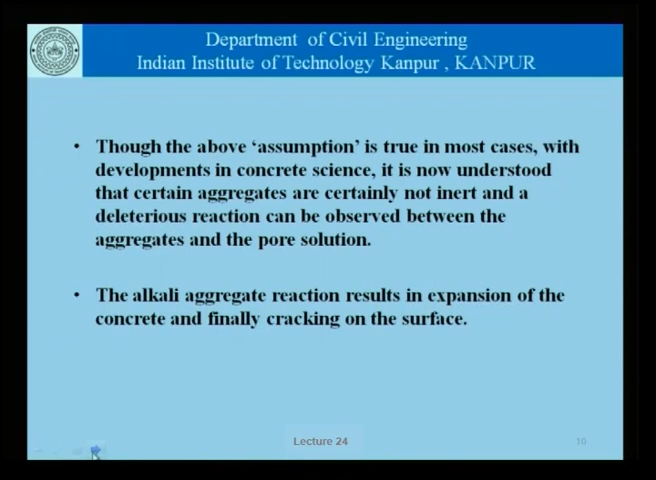 Department of Civil Engineering
Indian Institute of Technology Kanpur , KANPUR
• Though the above ‘assumption’ is true in most cases, with
developments in concrete science, it is now understood
that certain aggregates are certainly not inert and a
deleterious reaction can be observed between the
aggregates and the pore solution.
• The alkali aggregate reaction results in expansion of the
concrete and finally cracking on the surface.
Lecture 24
10